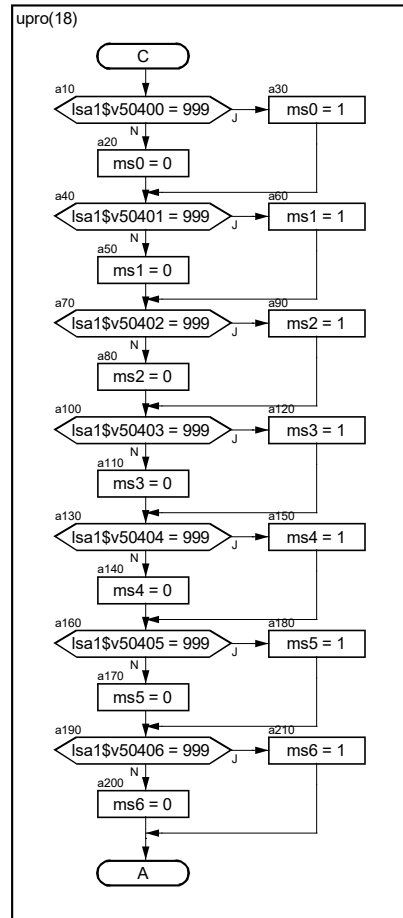 upro(18)
C
a10
lsa1$v50400 = 999
J
a30
ms0 = 1
N
a20
ms0 = 0
a40
lsa1$v50401 = 999
J
a60
ms1 = 1
N
a50
ms1 = 0
a70
lsa1$v50402 = 999
J
a90
ms2 = 1
N
a80
ms2 = 0
a100
lsa1$v50403 = 999
J
a120
ms3 = 1
N
a110
ms3 = 0
a130
lsa1$v50404 = 999
J
a150
ms4 = 1
N
a140
ms4 = 0
a160
lsa1$v50405 = 999
J
a180
ms5 = 1
N
a170
ms5 = 0
a190
lsa1$v50406 = 999
J
a210
ms6 = 1
N
a200
ms6 = 0
A